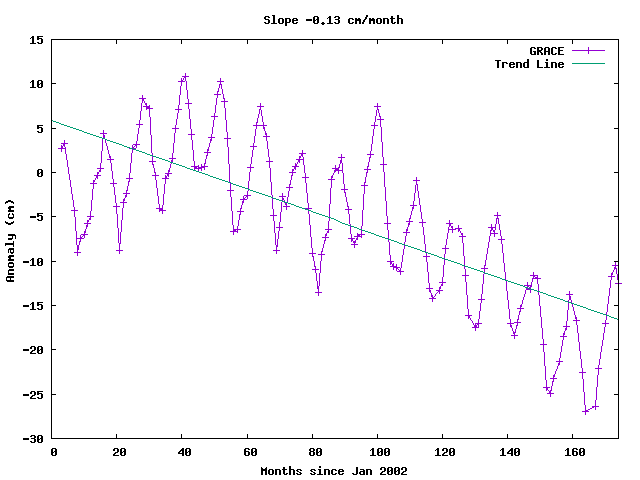 Slope -0.13 cm/month
GRACE
Trend Line
15
10
5
0
-5
-10
-15
-20
-25
-30
Anomaly (cm)
0 20 40 60 80 100 120 140 160
Months since Jan 2002